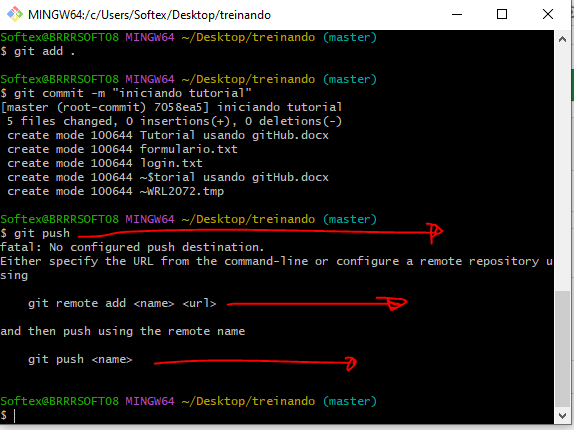 MINGW64:/c/Users/Softex/Desktop/treinando
Softex@BRRRSOFT08 MINGW64 ~/Desktop/treinando (master)
$ git add .
Softex@BRRRSOFT08 MINGW64 ~/Desktop/treinando (master)
$ git commit -m "iniciando tutorial"
[master (root-commit) 7058ea5] iniciando tutorial
 5 files changed, 0 insertions(+), 0 deletions(-)
 create mode 100644 Tutorial usando gitHub.docx
 create mode 100644 formulario.txt
 create mode 100644 login.txt
 create mode 100644 ~$torial usando gitHub.docx
 create mode 100644 ~WRL2072.tmp
Softex@BRRRSOFT08 MINGW64 ~/Desktop/treinando (master)
$ git push
fatal: No configured push destination.
Either specify the URL from the command-line or configure a remote repository u
sing
    git remote add <name> <url>
and then push using the remote name
    git push <name>
Softex@BRRRSOFT08 MINGW64 ~/Desktop/treinando (master)
$